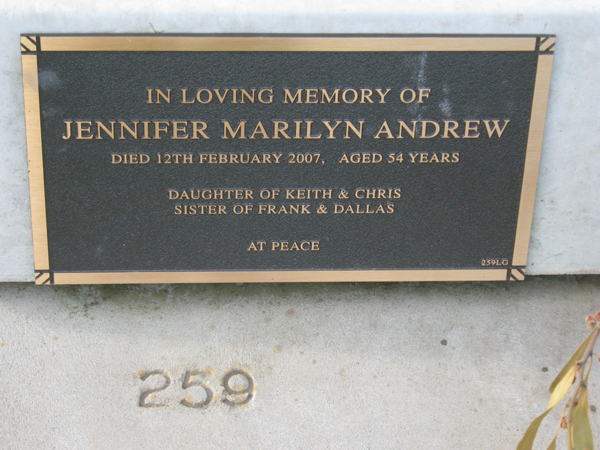 IN LOVING MEMORY OF
JENNIFER MARILYN ANDREW
DIED 12TH FEBRUARY 2007, AGED 54 YEARS
DAUGHTER OF KEITH & CHRIS
SISTER OF FRANK & DALLAS
AT PEACE
259LG
259